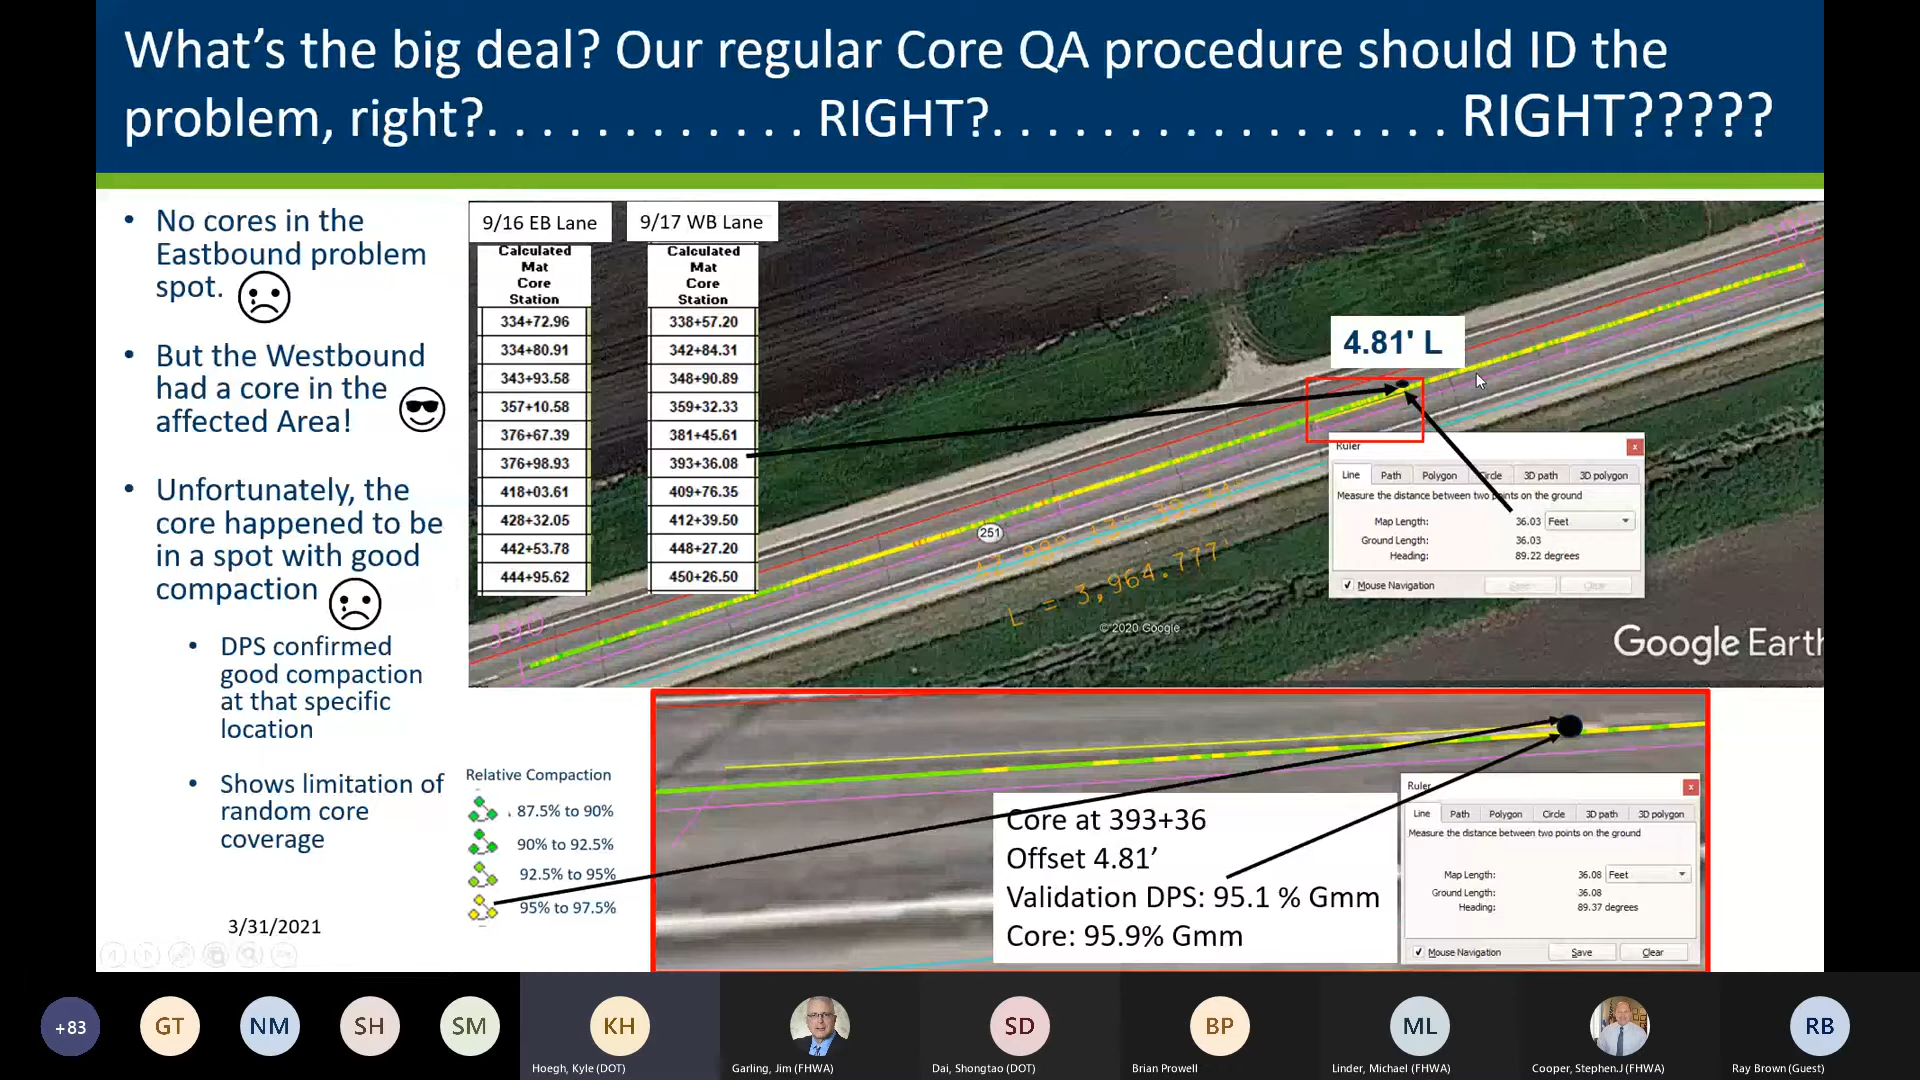 What's the big deal? Our regular Core QA procedure should ID the
problem, right?. . . . . . . . . . . . RIGHT?. . . . . . . . . . . . . . . . . RIGHT?????
• No cores in the
Eastbound problem
spot.
• But the Westbound
had a core in the
affected Area!
• Unfortunately, the
core happened to be
in a spot with good
compaction
• DPS confirmed
good compaction
at that specific
location
• Shows limitation of
random core
coverage
3/31/2021
9/16 EB Lane
Calculated
Mat
Core
Station
334+72.96
334+80.91
343+93.58
357+10.58
376+67.39
376+98.93
418+03.61
428+32.05
442+53.78
444+95.62
9/17 WB Lane
Calculated
Mat
Core
Station
338+57.20
342+84.31
348+90.89
359+32.33
381+45.61
393+36.08
409+76.35
412+39.50
448+27.20
450+26.50
4.81' L
390
395
251
L = 3,964.777'
©2020 Google
Google Earth
Ruler
Line Path Polygon Circle 3D path 3D polygon
Measure the distance between two points on the ground
Map Length: 36.03 Feet
Ground Length: 36.03
Heading: 89.22 degrees
Mouse Navigation Save Clear
Relative Compaction
87.5% to 90%
90% to 92.5%
92.5% to 95%
95% to 97.5%
Core at 393+36
Offset 4.81'
Validation DPS: 95.1 % Gmm
Core: 95.9% Gmm
Ruler
Line Path Polygon Circle 3D path 3D polygon
Measure the distance between two points on the ground
Map Length: 36.08 Feet
Ground Length: 36.08
Heading: 89.37 degrees
Mouse Navigation Save Clear
+83
GT
NM
SH
SM
KH
Hoegh, Kyle (DOT)
Garling, Jim (FHWA)
SD
Dai, Shongtao (DOT)
BP
Brian Prowell
ML
Linder, Michael (FHWA)
Cooper, Stephen.J (FHWA)
RB
Ray Brown (Guest)